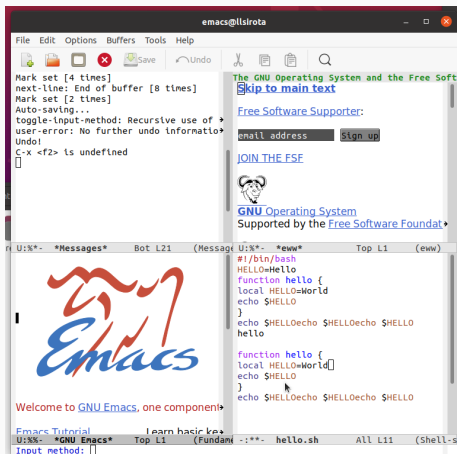 emacs@llsirota
File Edit Options Buffers Tools Help
Save Undo
Mark set [4 times]
next-line: End of buffer [8 times]
Mark set [2 times]
Auto-saving...
toggle-input-method: Recursive use of
user-error: No further undo informatio
Undo!
C-x <f2> is undefined
U:%*- *Messages* Bot L21 (Messag
The GNU Operating System and the Free Soft
Skip to main text
Free Software Supporter:
email address Sign up
JOIN THE FSF
GNU Operating System
Supported by the Free Software Foundat
U:%*- *eww* Top L1 (eww)
Emacs
Welcome to GNU Emacs, one component
Emacs Tutorial Learn basic ke
U:%%- *GNU Emacs* Top L1 (Fundame
#!/bin/bash
HELLO=Hello
function hello {
local HELLO=World
echo $HELLO
}
echo $HELLOecho $HELLOecho $HELLO
hello
function hello {
local HELLO=World
echo $HELLO
}
echo $HELLOecho $HELLOecho $HELLO
-:**- hello.sh All L11 (Shell-s
Input method: